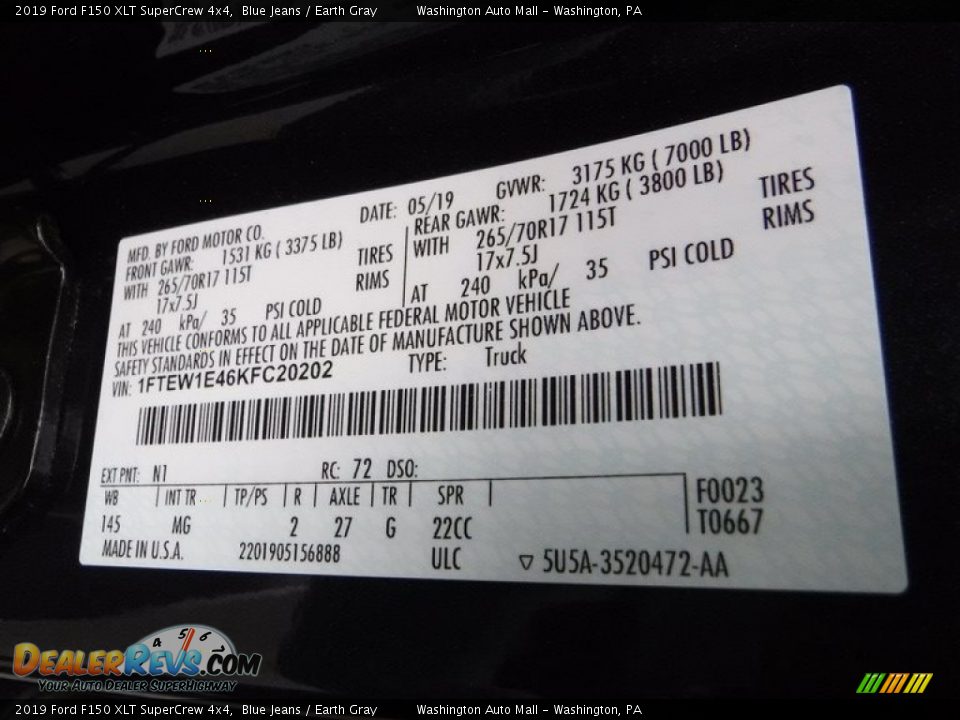 2019 Ford F150 XLT SuperCrew 4x4, Blue Jeans / Earth Gray Washington Auto Mall - Washington, PA
MFD. BY FORD MOTOR CO. DATE: 05/19 GVWR: 3175 KG ( 7000 LB)
FRONT GAWR: 1531 KG ( 3375 LB) REAR GAWR: 1724 KG ( 3800 LB)
WITH 265/70R17 115T TIRES WITH 265/70R17 115T TIRES
17x7.5J RIMS 17x7.5J RIMS
AT 240 kPa/ 35 PSI COLD AT 240 kPa/ 35 PSI COLD
THIS VEHICLE CONFORMS TO ALL APPLICABLE FEDERAL MOTOR VEHICLE
SAFETY STANDARDS IN EFFECT ON THE DATE OF MANUFACTURE SHOWN ABOVE.
VIN: 1FTEW1E46KFC20202 TYPE: Truck
EXT PNT: N1 RC: 72 DSO:
WB INT TR TP/PS R AXLE TR SPR F0023
145 MG 2 27 G 22CC T0667
MADE IN U.S.A. 2201905156888 ULC ▽ 5U5A-3520472-AA
4 5 6
DEALERREVS.COM
YOUR AUTO DEALER SUPERHIGHWAY
2019 Ford F150 XLT SuperCrew 4x4, Blue Jeans / Earth Gray Washington Auto Mall - Washington, PA